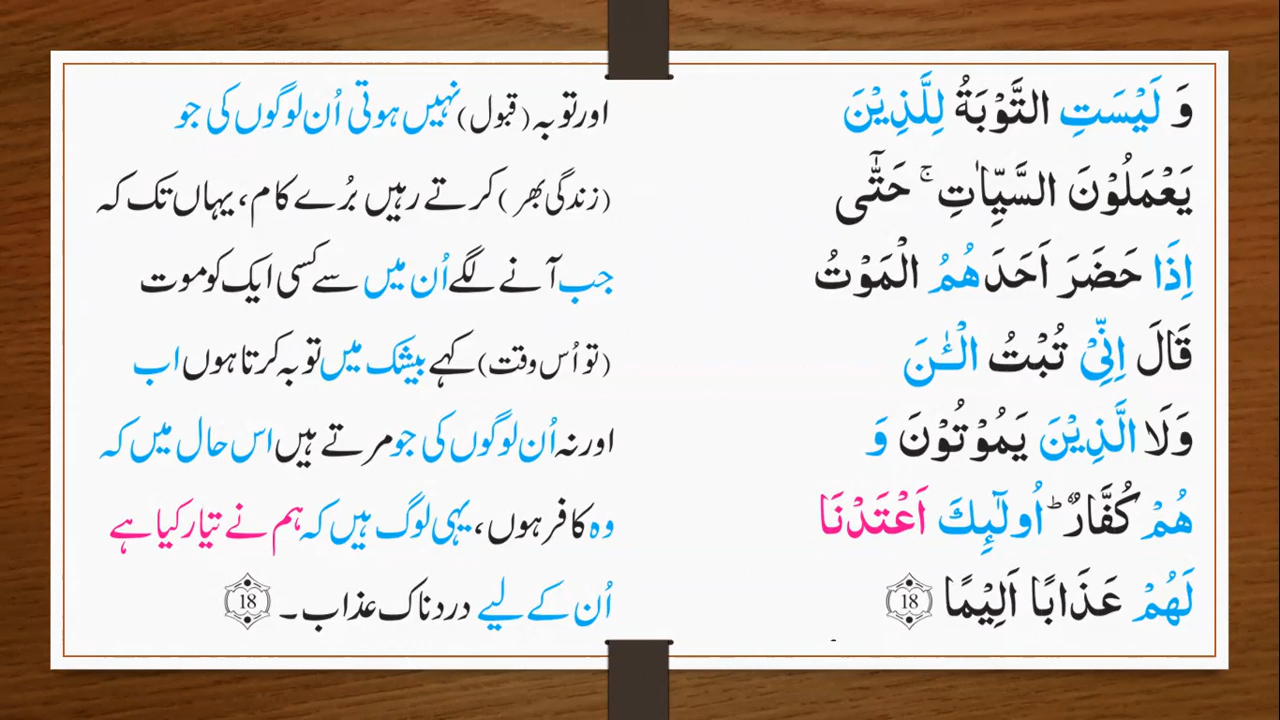 وَ لَيْسَتِ التَّوْبَةُ لِلَّذِيْنَ
يَعْمَلُوْنَ السَّيِّاٰتِ ۚ حَتّٰۤى
اِذَا حَضَرَ اَحَدَهُمُ الْمَوْتُ
قَالَ اِنِّىْ تُبْتُ الْـٰٔنَ
وَلَا الَّذِيْنَ يَمُوْتُوْنَ وَ
هُمْ كُفَّارٌ ؕ اُولٰٓئِكَ اَعْتَدْنَا
لَهُمْ عَذَابًا اَلِيْمًا 18
اور توبہ (قبول) نہیں ہوتی اُن لوگوں کی جو
(زندگی بھر) کرتے رہیں بُرے کام، یہاں تک کہ
جب آنے لگے اُن میں سے کسی ایک کو موت
(تو اُس وقت) کہے بیشک میں توبہ کرتا ہوں اب
اور نہ اُن لوگوں کی جو مرتے ہیں اس حال میں کہ
وہ کافر ہوں، یہی لوگ ہیں کہ ہم نے تیار کیا ہے
اُن کے لیے دردناک عذاب۔ 18